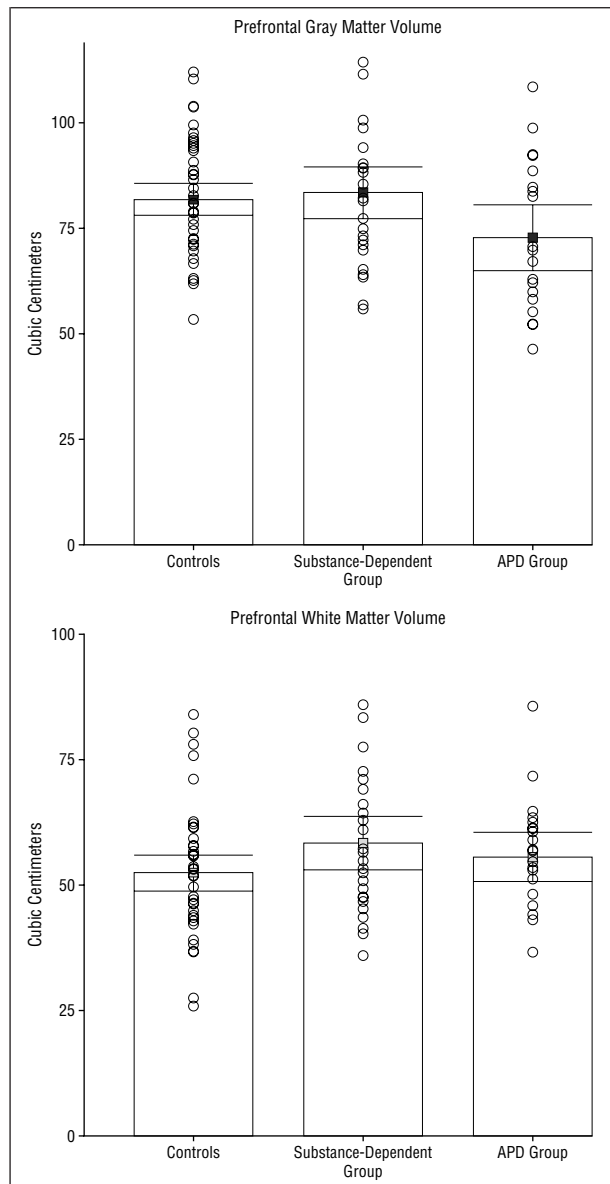 Prefrontal Gray Matter Volume
100
75
50
25
0
Cubic Centimeters
Controls
Substance-Dependent
Group
APD Group
Prefrontal White Matter Volume
100
75
50
25
0
Cubic Centimeters
Controls
Substance-Dependent
Group
APD Group